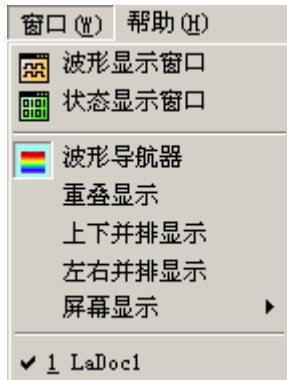 窗口(W) 帮助(H)
波形显示窗口
状态显示窗口
波形导航器
重叠显示
上下并排显示
左右并排显示
屏幕显示
1 LaDoc1